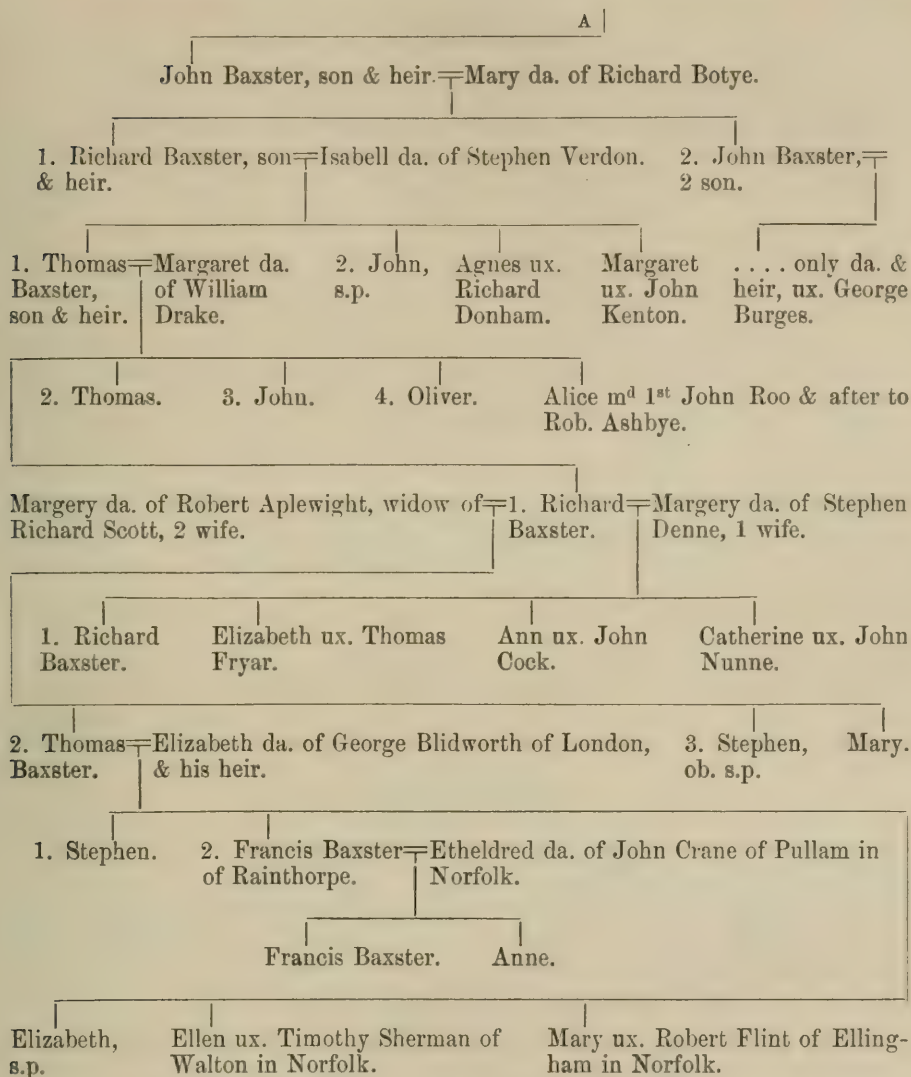 A
John Baxster, son & heir.=Mary da. of Richard Botye.
1. Richard Baxster, son=Isabell da. of Stephen Verdon. 2. John Baxster,=
& heir. 2 son.
1. Thomas=Margaret da. 2. John, Agnes ux. Margaret . . . . only da. &
Baxster, of William s.p. Richard ux. John heir, ux. George
son & heir. Drake. Donham. Kenton. Burges.
2. Thomas. 3. John. 4. Oliver. Alice mᵈ 1ˢᵗ John Roo & after to
Rob. Ashbye.
Margery da. of Robert Aplewight, widow of=1. Richard=Margery da. of Stephen
Richard Scott, 2 wife. Baxster. Denne, 1 wife.
1. Richard Elizabeth ux. Thomas Ann ux. John Catherine ux. John
Baxster. Fryar. Cock. Nunne.
2. Thomas=Elizabeth da. of George Blidworth of London, 3. Stephen, Mary.
Baxster. & his heir. ob. s.p.
1. Stephen. 2. Francis Baxster=Etheldred da. of John Crane of Pullam in
of Rainthorpe. Norfolk.
Francis Baxster. Anne.
Elizabeth, Ellen ux. Timothy Sherman of Mary ux. Robert Flint of Elling-
s.p. Walton in Norfolk. ham in Norfolk.